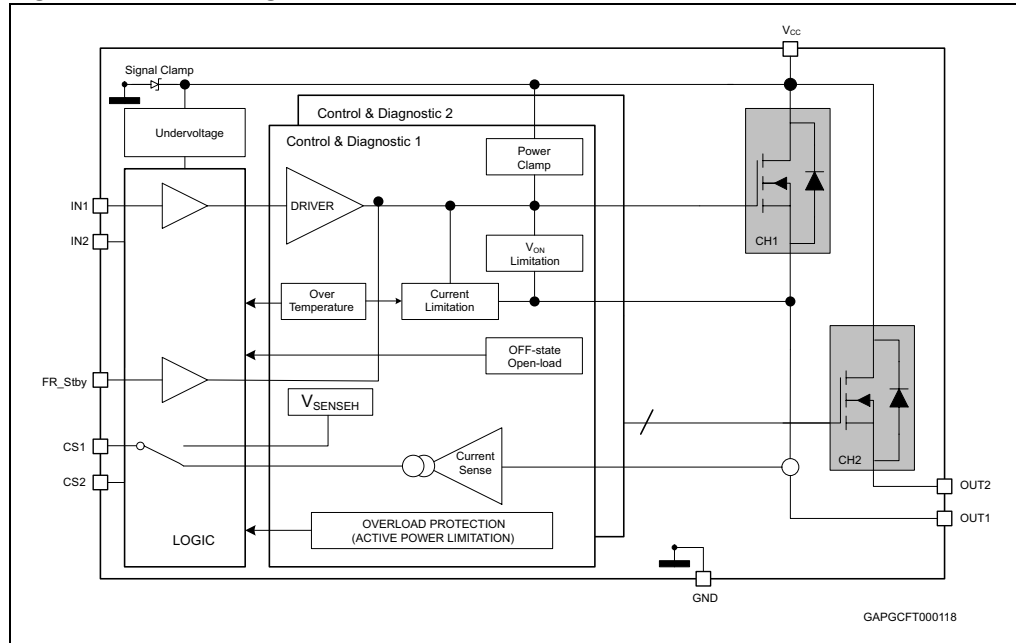 VCC
Signal Clamp
Control & Diagnostic 2
Undervoltage
Control & Diagnostic 1
Power
Clamp
IN1
DRIVER
CH1
IN2
VON
Limitation
Over
Temperature
Current
Limitation
OFF-state
Open-load
FR_Stby
VSENSEH
CS1
Current
Sense
CH2
CS2
OUT2
OVERLOAD PROTECTION
(ACTIVE POWER LIMITATION)
LOGIC
OUT1
GND
GAPGCFT000118